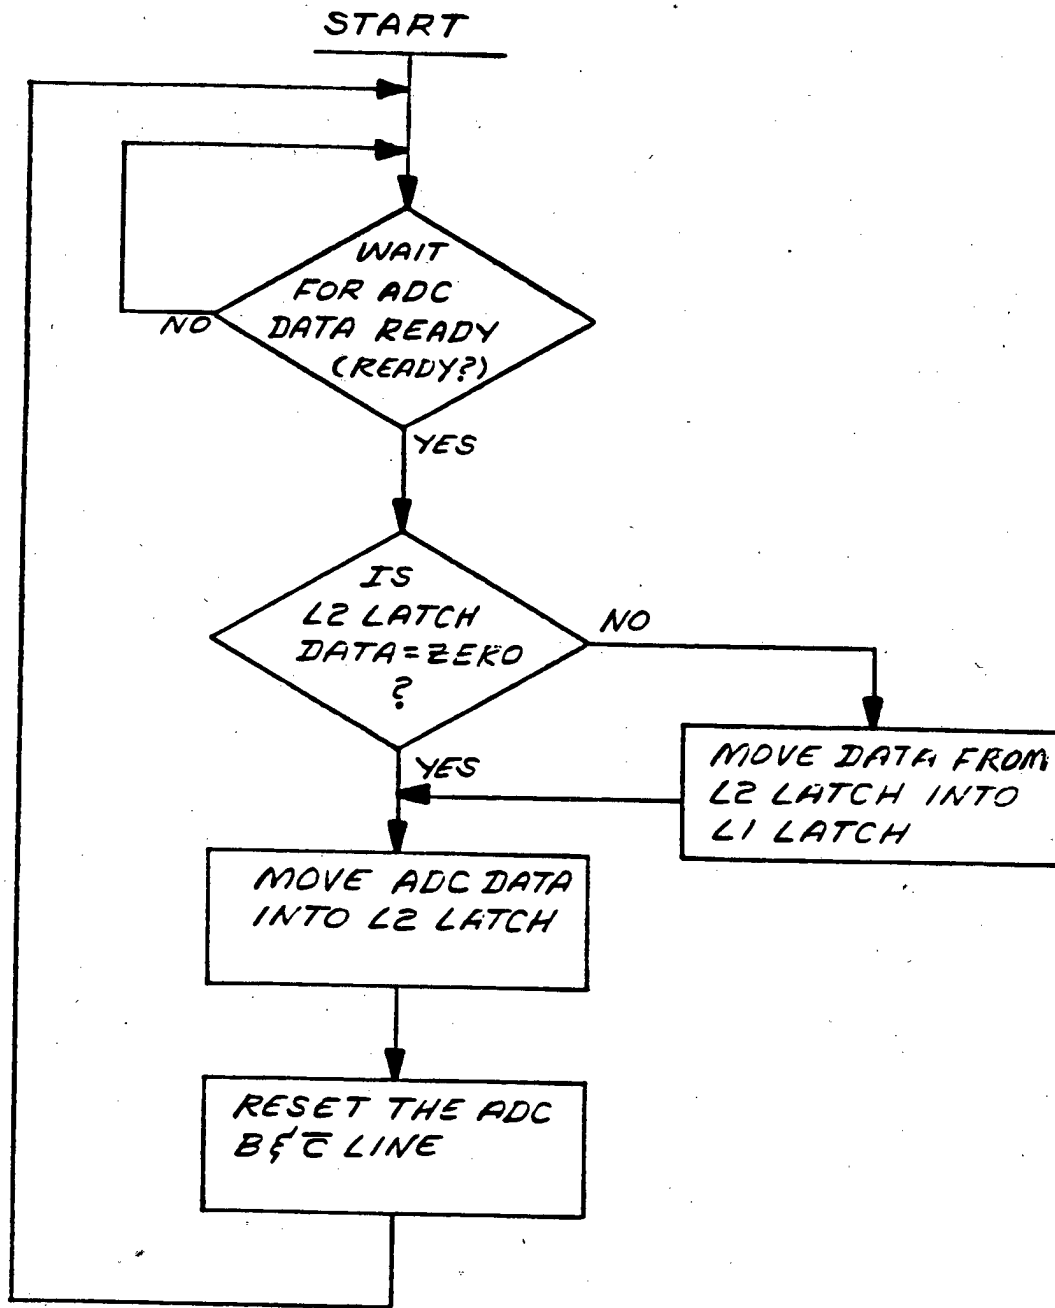 START
WAIT
FOR ADC
DATA READY
(READY?)
NO
YES
IS
L2 LATCH
DATA=ZERO
?
NO
YES
MOVE DATA FROM
L2 LATCH INTO
L1 LATCH
MOVE ADC DATA
INTO L2 LATCH
RESET THE ADC
B & C̅ LINE